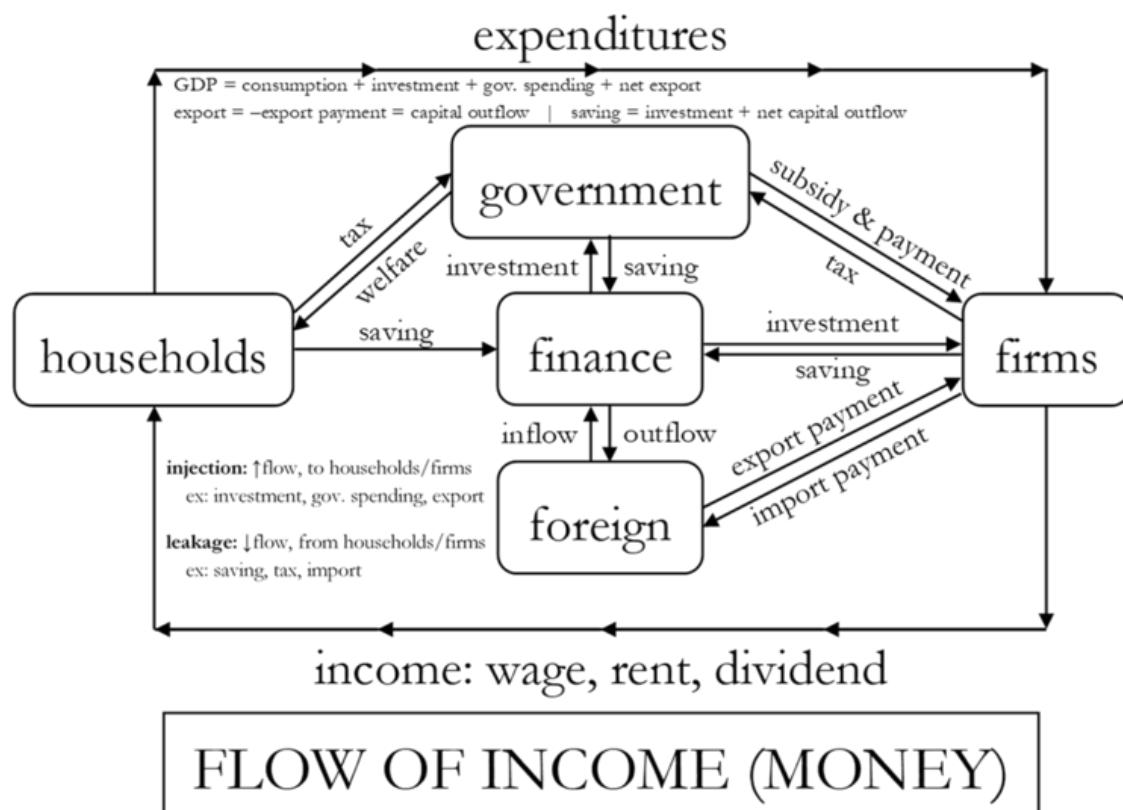 expenditures
GDP = consumption + investment + gov. spending + net export
export = –export payment = capital outflow | saving = investment + net capital outflow
government
tax
welfare
subsidy & payment
tax
investment
saving
households
saving
finance
investment
saving
firms
inflow
outflow
export payment
import payment
injection: ↑flow, to households/firms
ex: investment, gov. spending, export
foreign
leakage: ↓flow, from households/firms
ex: saving, tax, import
income: wage, rent, dividend
FLOW OF INCOME (MONEY)